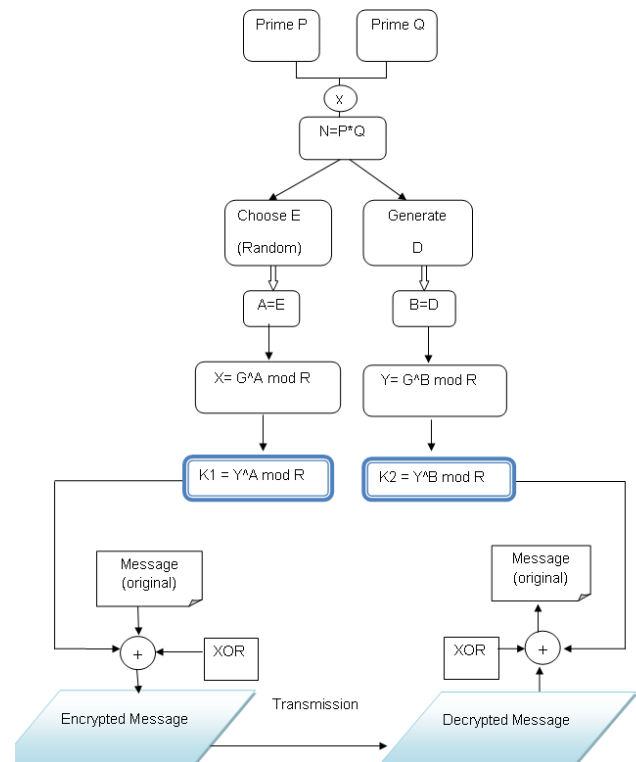 Prime P
Prime Q
x
N=P*Q
Choose E
(Random)
Generate
D
A=E
B=D
X= G^A mod R
Y= G^B mod R
K1 = Y^A mod R
K2 = Y^B mod R
Message
(original)
Message
(original)
+
XOR
XOR
+
Encrypted Message
Transmission
Decrypted Message